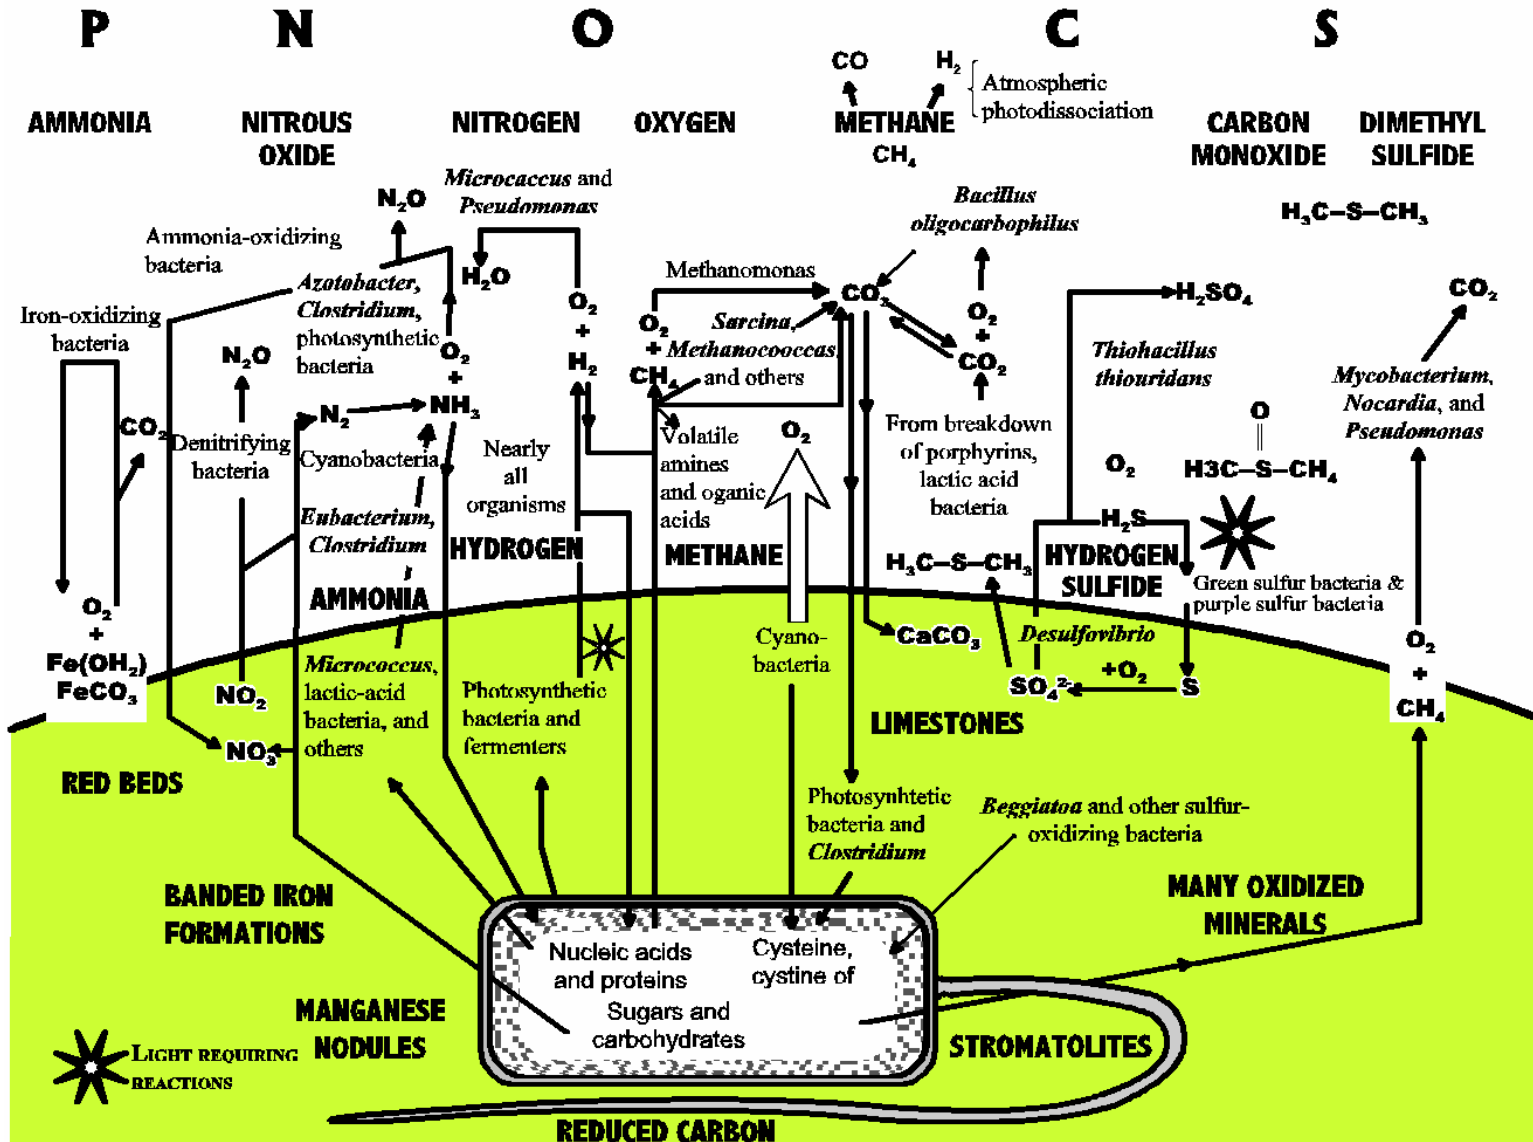 P N O C S
CO
H₂
Atmospheric
photodissociation
AMMONIA
NITROUS
OXIDE
NITROGEN
OXYGEN
METHANE
CH₄
CARBON
MONOXIDE
DIMETHYL
SULFIDE
H₃C–S–CH₃
N₂O
Micrococcus and
Pseudomonas
Bacillus
oligocarbophilus
Ammonia-oxidizing
bacteria
H₂O
Azotobacter,
Clostridium,
photosynthetic
bacteria
Methanomonas
CO₂
H₂SO₄
CO₂
Iron-oxidizing
bacteria
N₂O
O₂
+
NH₃
O₂
+
H₂
O₂
+
CH₄
Sarcina,
Methanocooccas,
and others
O₂
+
CO₂
Thiohacillus
thiouridans
Mycobacterium,
Nocardia, and
Pseudomonas
CO₂
Denitrifying
bacteria
N₂
Cyanobacteria
Nearly
all
organisms
Volatile
amines
and oganic
acids
O₂
From breakdown
of porphyrins,
lactic acid
bacteria
O
||
H3C–S–CH₄
O₂
H₂S
Eubacterium,
Clostridium
HYDROGEN
METHANE
H₃C–S–CH₃
HYDROGEN
SULFIDE
Green sulfur bacteria &
purple sulfur bacteria
AMMONIA
O₂
+
Fe(OH₂)
FeCO₃
NO₂
NO₃
Micrococcus,
lactic-acid
bacteria, and
others
Photosynthetic
bacteria and
fermenters
Cyano-
bacteria
CaCO₃
Desulfovibrio
+O₂
SO₄²⁻
S
O₂
+
CH₄
LIMESTONES
RED BEDS
Photosynhtetic
bacteria and
Clostridium
Beggiatoa and other sulfur-
oxidizing bacteria
BANDED IRON
FORMATIONS
MANY OXIDIZED
MINERALS
Nucleic acids
and proteins
Cysteine,
cystine of
Sugars and
carbohydrates
MANGANESE
NODULES
STROMATOLITES
LIGHT REQUIRING
REACTIONS
REDUCED CARBON